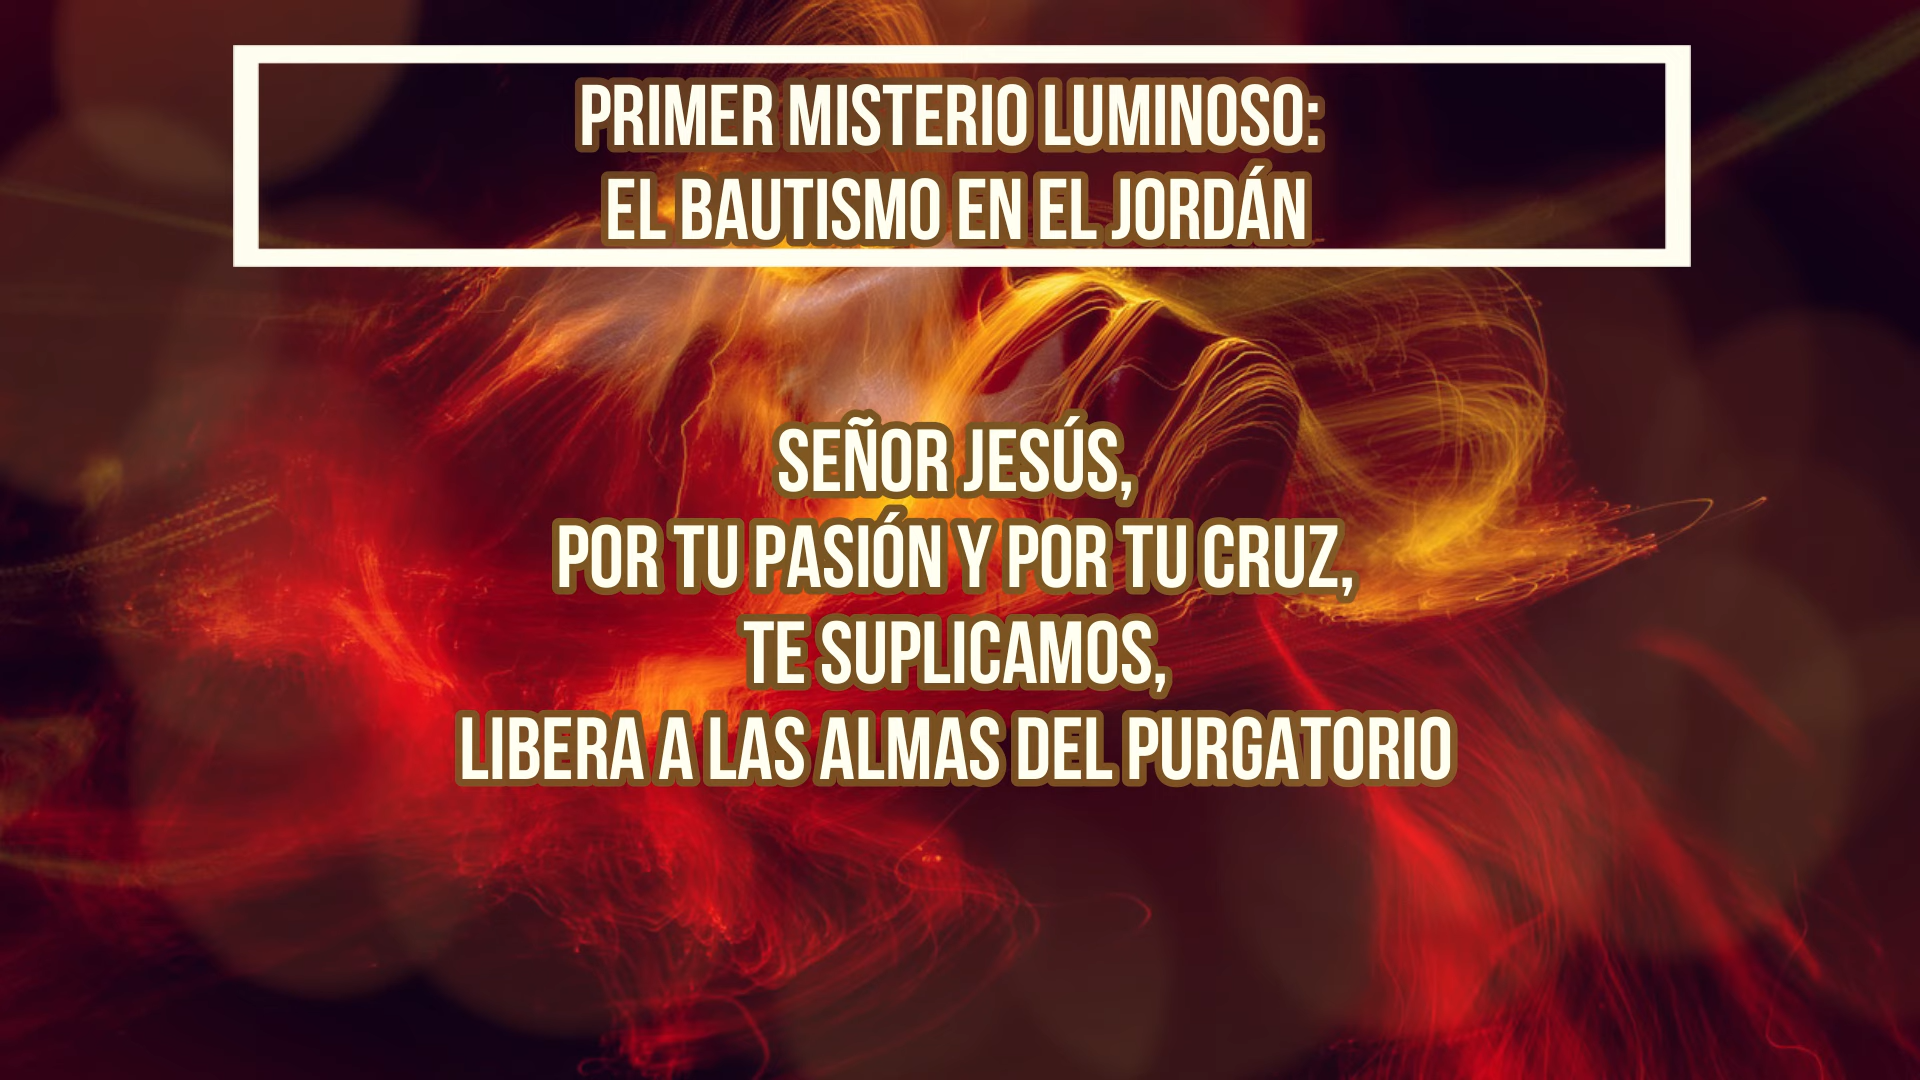 PRIMER MISTERIO LUMINOSO:
EL BAUTISMO EN EL JORDÁN
SEÑOR JESÚS,
POR TU PASIÓN Y POR TU CRUZ,
TE SUPLICAMOS,
LIBERA A LAS ALMAS DEL PURGATORIO